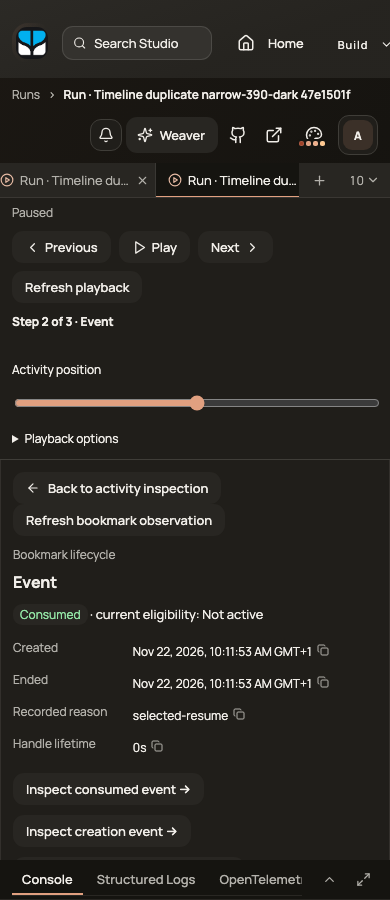 Search Studio
Home
Build
Runs › Run · Timeline duplicate narrow-390-dark 47e1501f
Weaver
A
Run · Timeline du... × Run · Timeline du... + 10
Paused
Previous Play Next
Refresh playback
Step 2 of 3 · Event
Activity position
Playback options
← Back to activity inspection
Refresh bookmark observation
Bookmark lifecycle
Event
Consumed · current eligibility: Not active
Created Nov 22, 2026, 10:11:53 AM GMT+1
Ended Nov 22, 2026, 10:11:53 AM GMT+1
Recorded reason selected-resume
Handle lifetime 0s
Inspect consumed event →
Inspect creation event →
Console Structured Logs OpenTelemet